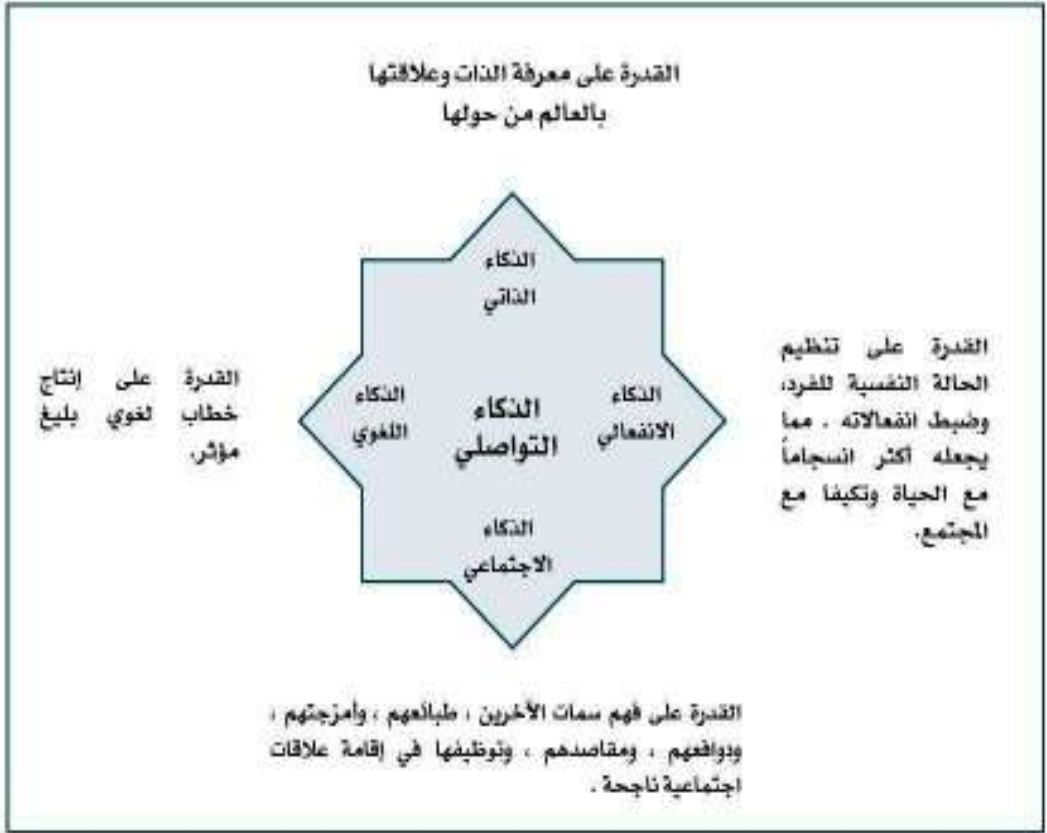 القدرة على معرفة الذات وعلاقتها
بالعالم من حولها
الذكاء
الذاتي
القدرة على تنظيم
الحالة النفسية للفرد،
وضبط انفعالاته ، مما
يجعله أكثر انسجاماً
مع الحياة وتكيفا مع
المجتمع.
الذكاء
الانفعالي
الذكاء
التواصلي
الذكاء
اللغوي
القدرة على إنتاج
خطاب لغوي بليغ
مؤثر.
الذكاء
الاجتماعي
القدرة على فهم سمات الآخرين ، طبائعهم ، وأمزجتهم ،
ودوافعهم ، ومقاصدهم ، وتوظيفها في إقامة علاقات
اجتماعية ناجحة .